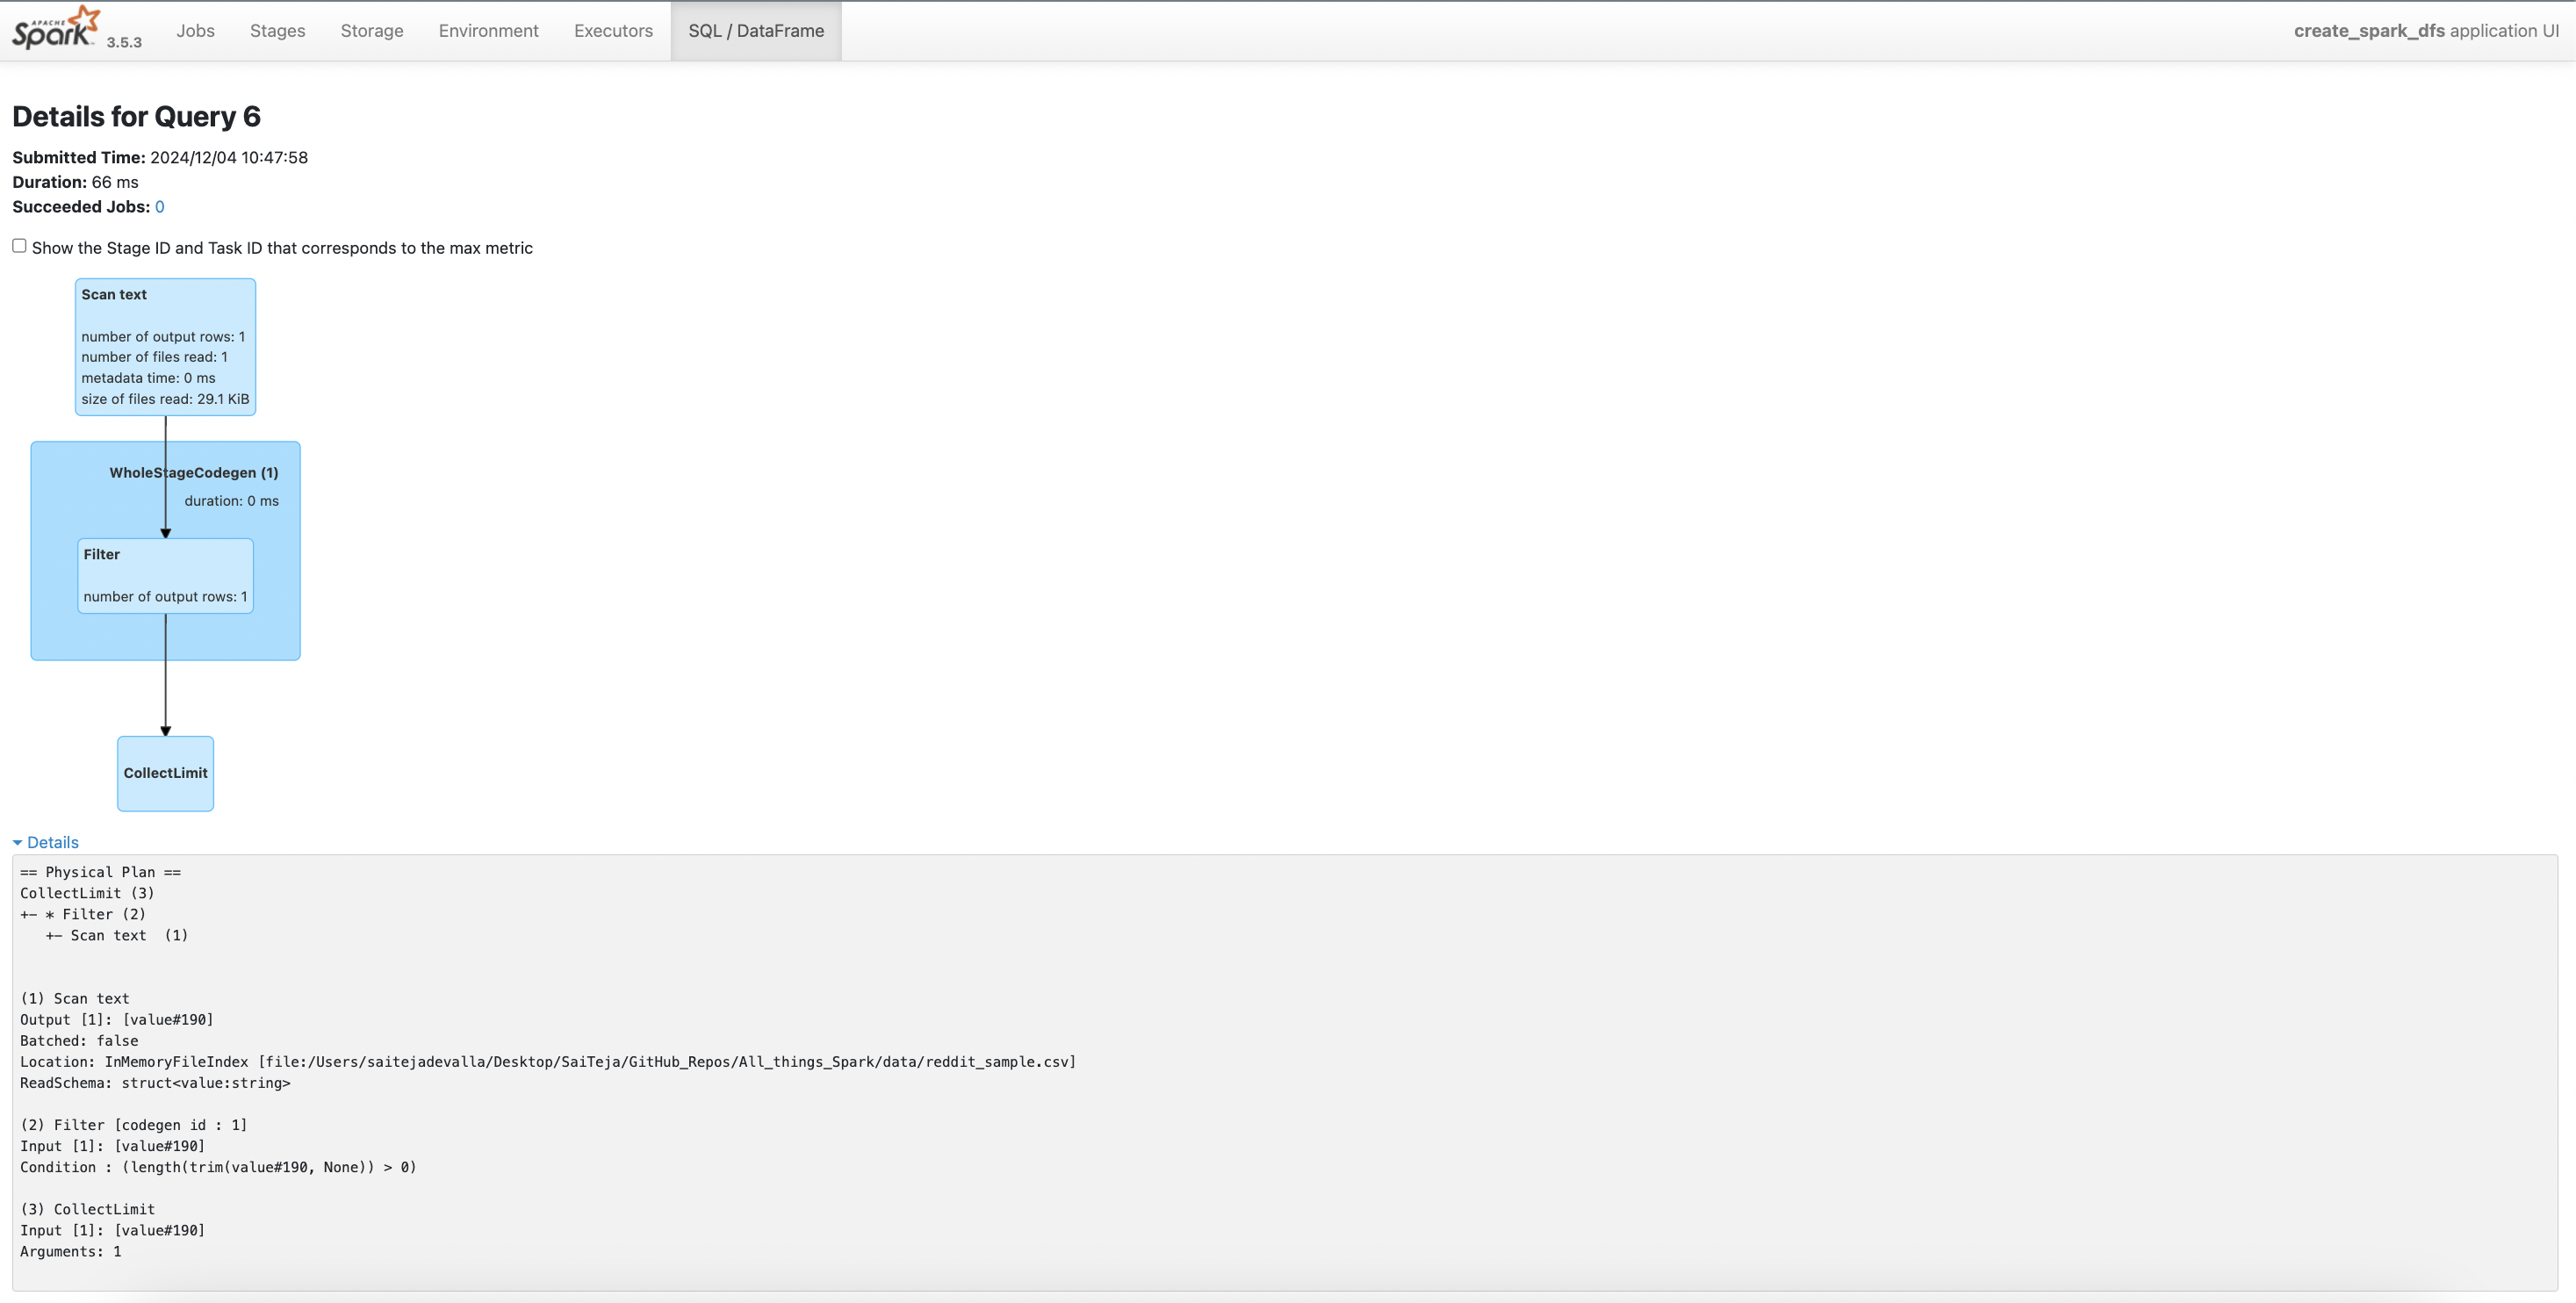 APACHE
Spark 3.5.3 Jobs Stages Storage Environment Executors SQL / DataFrame create_spark_dfs application UI
Details for Query 6
Submitted Time: 2024/12/04 10:47:58
Duration: 66 ms
Succeeded Jobs: 0
Show the Stage ID and Task ID that corresponds to the max metric
Scan text
number of output rows: 1
number of files read: 1
metadata time: 0 ms
size of files read: 29.1 KiB
WholeStageCodegen (1)
duration: 0 ms
Filter
number of output rows: 1
CollectLimit
Details
== Physical Plan ==
CollectLimit (3)
+- * Filter (2)
   +- Scan text  (1)
(1) Scan text
Output [1]: [value#190]
Batched: false
Location: InMemoryFileIndex [file:/Users/saitejadevalla/Desktop/SaiTeja/GitHub_Repos/All_things_Spark/data/reddit_sample.csv]
ReadSchema: struct<value:string>
(2) Filter [codegen id : 1]
Input [1]: [value#190]
Condition : (length(trim(value#190, None)) > 0)
(3) CollectLimit
Input [1]: [value#190]
Arguments: 1